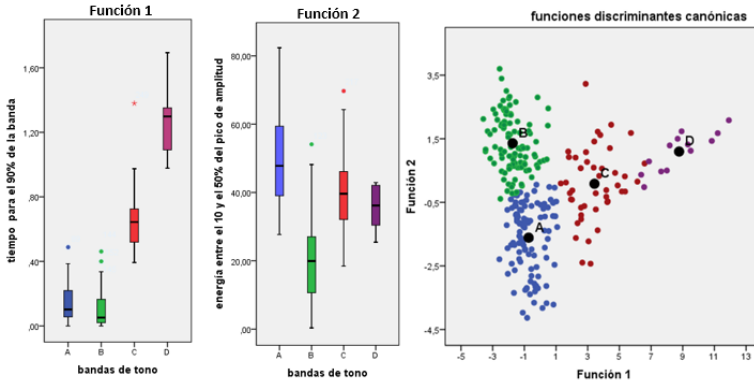 Función 1
tiempo para el 90% de la banda
1,60
1,20
,80
,40
,00
A B C D
bandas de tono
Función 2
energía entre el 10 y el 50% del pico de amplitud
80,00
60,00
40,00
20,00
,00
A B C D
bandas de tono
funciones discriminantes canónicas
Función 2
3,5
1,5
-0,5
-2,5
-4,5
B
D
C
A
-5 -3 -1 1 3 5 7 9 11 13
Función 1